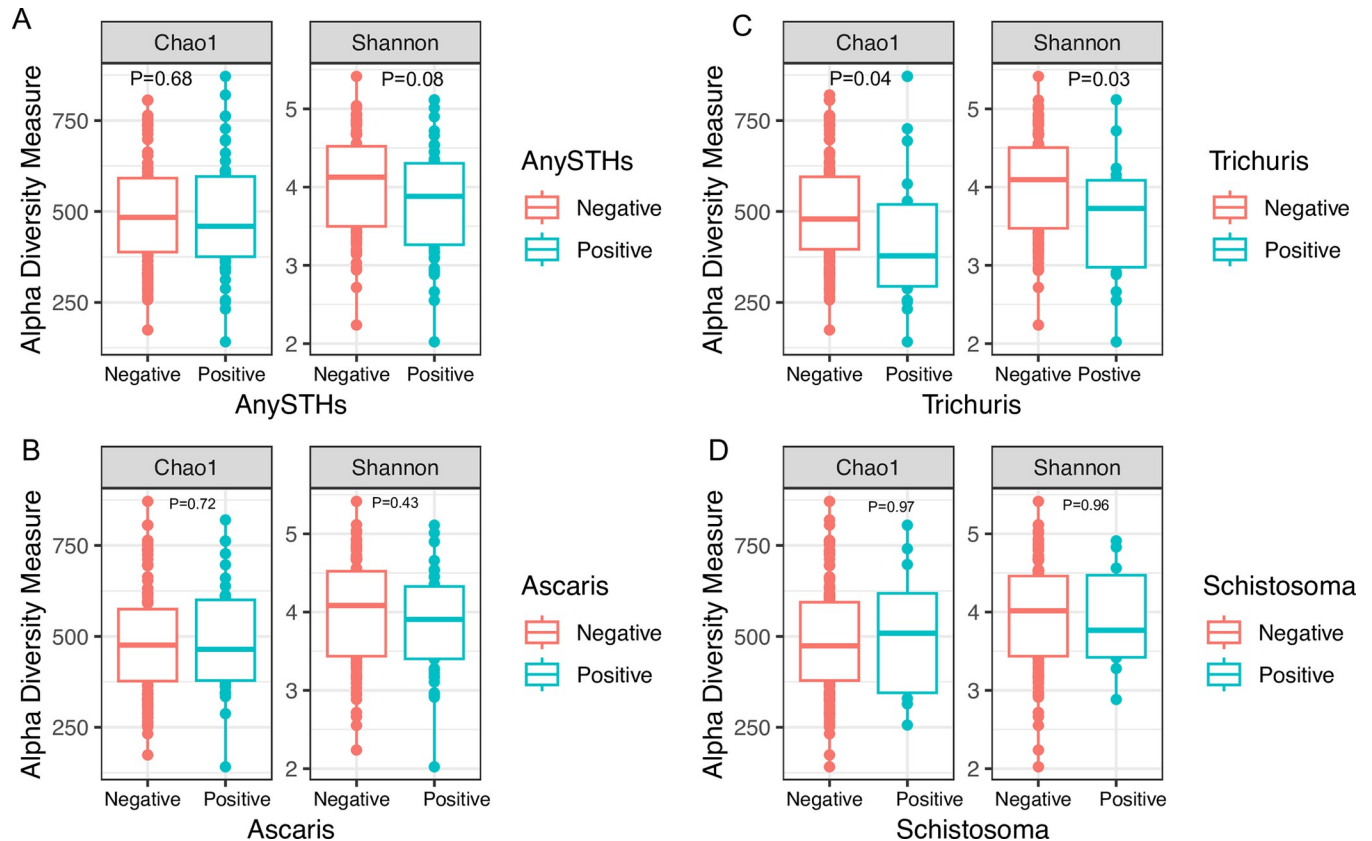 A
Chao1 Shannon
P=0.68 P=0.08
Alpha Diversity Measure
750
500
250
5
4
3
2
Negative Positive Negative Positive
AnySTHs
AnySTHs
Negative
Positive
C
Chao1 Shannon
P=0.04 P=0.03
Alpha Diversity Measure
750
500
250
5
4
3
2
Negative Positive Negative Postive
Trichuris
Trichuris
Negative
Positive
B
Chao1 Shannon
P=0.72 P=0.43
Alpha Diversity Measure
750
500
250
5
4
3
2
Negative Positive Negative Positive
Ascaris
Ascaris
Negative
Positive
D
Chao1 Shannon
P=0.97 P=0.96
Alpha Diversity Measure
750
500
250
5
4
3
2
Negative Positive Negative Positive
Schistosoma
Schistosoma
Negative
Positive